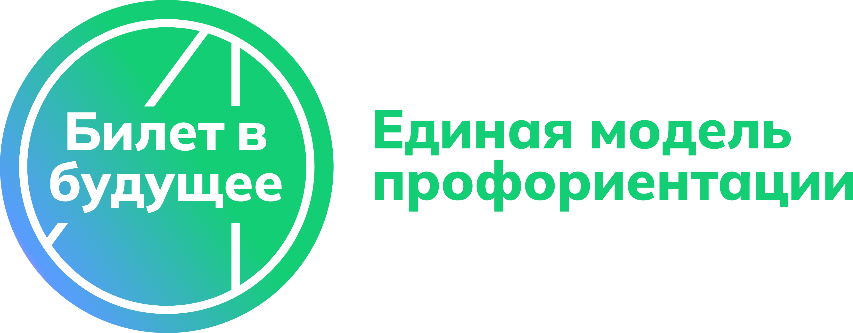 Билет в
будущее
Единая модель
профориентации